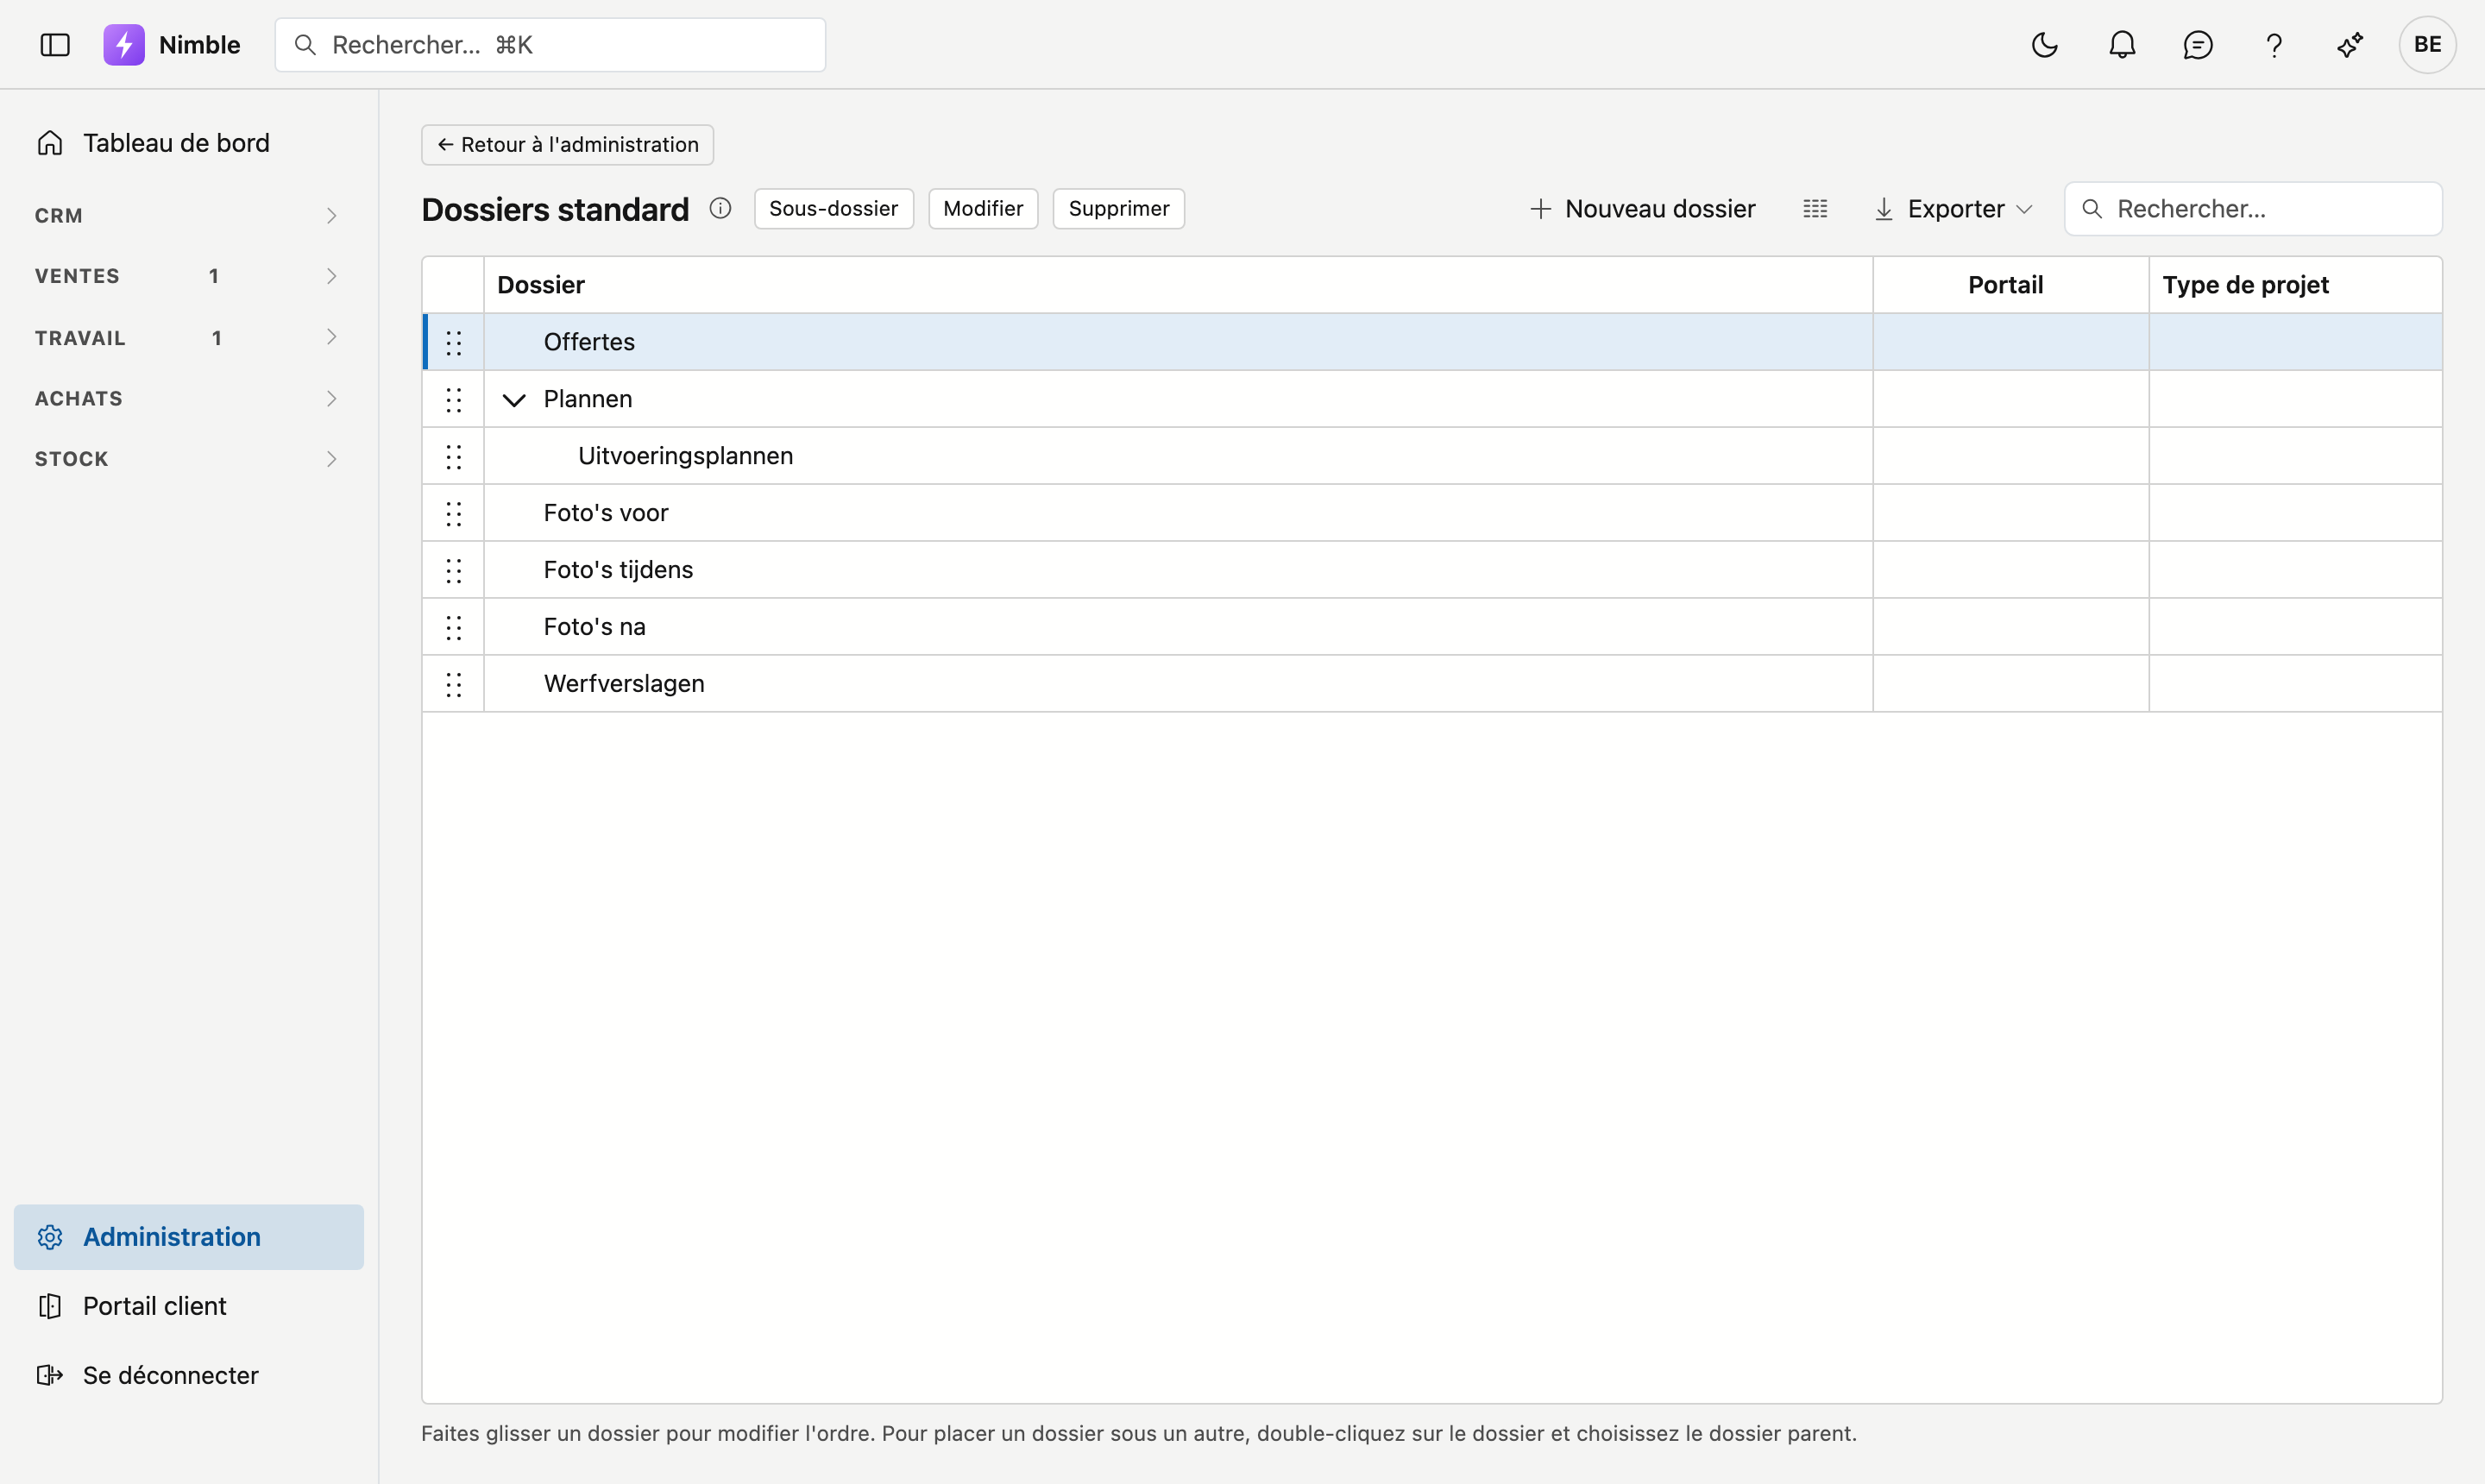 Nimble
Rechercher... ⌘K
BE
Tableau de bord
CRM
VENTES 1
TRAVAIL 1
ACHATS
STOCK
Administration
Portail client
Se déconnecter
← Retour à l'administration
Dossiers standard
Sous-dossier
Modifier
Supprimer
Nouveau dossier
Exporter
Rechercher...
Dossier Portail Type de projet
Offertes
Plannen
Uitvoeringsplannen
Foto's voor
Foto's tijdens
Foto's na
Werfverslagen
Faites glisser un dossier pour modifier l'ordre. Pour placer un dossier sous un autre, double-cliquez sur le dossier et choisissez le dossier parent.